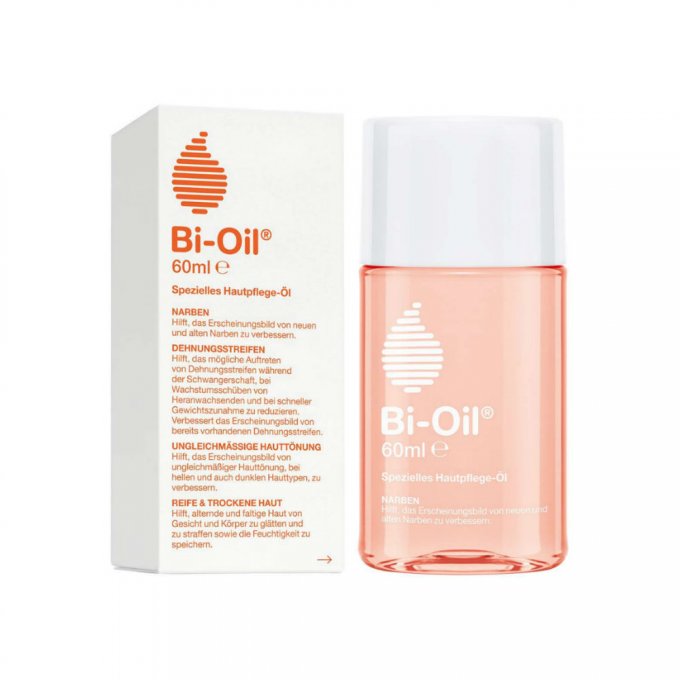 Bi-Oil®
60ml ℮
Spezielles Hautpflege-Öl
NARBEN
Hilft, das Erscheinungsbild von neuen
und alten Narben zu verbessern.
DEHNUNGSSTREIFEN
Hilft, das mögliche Auftreten
von Dehnungsstreifen während
der Schwangerschaft, bei
Wachstumsschüben von
Heranwachsenden und bei schneller
Gewichtszunahme zu reduzieren.
Verbessert das Erscheinungsbild von
bereits vorhandenen Dehnungsstreifen.
UNGLEICHMÄSSIGE HAUTTÖNUNG
Hilft, das Erscheinungsbild von
ungleichmäßiger Hauttönung, bei
hellen und auch dunklen Hauttypen, zu
verbessern.
REIFE & TROCKENE HAUT
Hilft, alternde und faltige Haut von
Gesicht und Körper zu glätten und
zu straffen sowie die Feuchtigkeit zu
speichern.
→
Bi-Oil®
60ml ℮
Spezielles Hautpflege-Öl
NARBEN
Hilft, das Erscheinungsbild von neuen und
alten Narben zu verbessern.